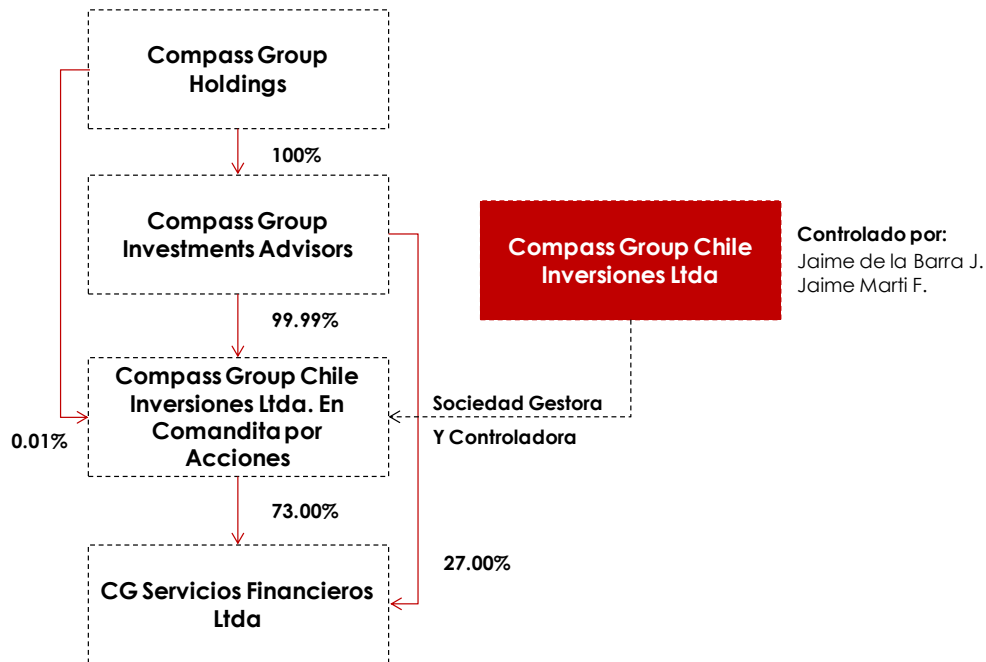 Compass Group
Holdings
100%
Compass Group
Investments Advisors
Compass Group Chile
Inversiones Ltda
Controlado por:
Jaime de la Barra J.
Jaime Marti F.
99.99%
Compass Group Chile
Inversiones Ltda. En
Comandita por
Acciones
Sociedad Gestora
Y Controladora
0.01%
73.00%
27.00%
CG Servicios Financieros
Ltda